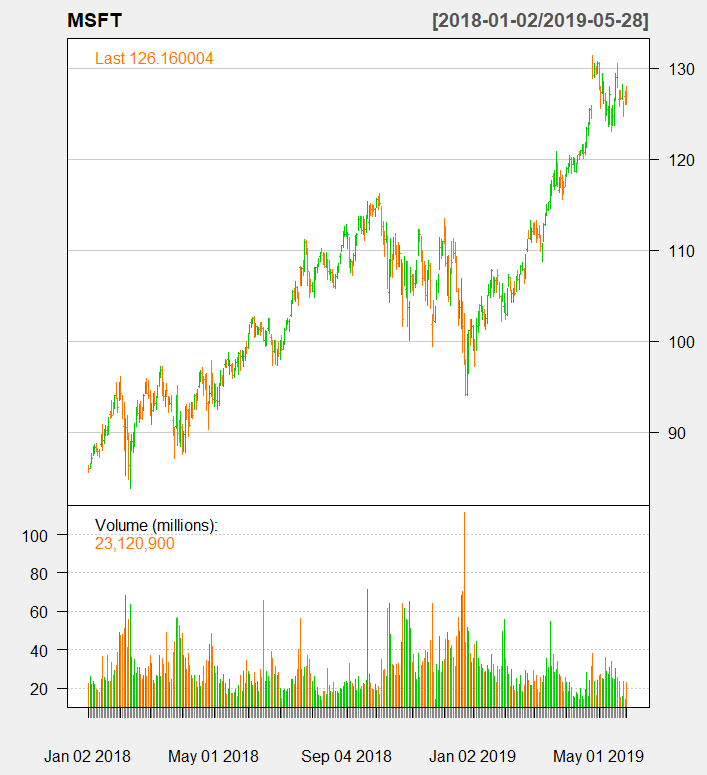 MSFT [2018-01-02/2019-05-28]
Last 126.160004
130
120
110
100
90
Volume (millions):
23,120,900
100
80
60
40
20
Jan 02 2018 May 01 2018 Sep 04 2018 Jan 02 2019 May 01 2019